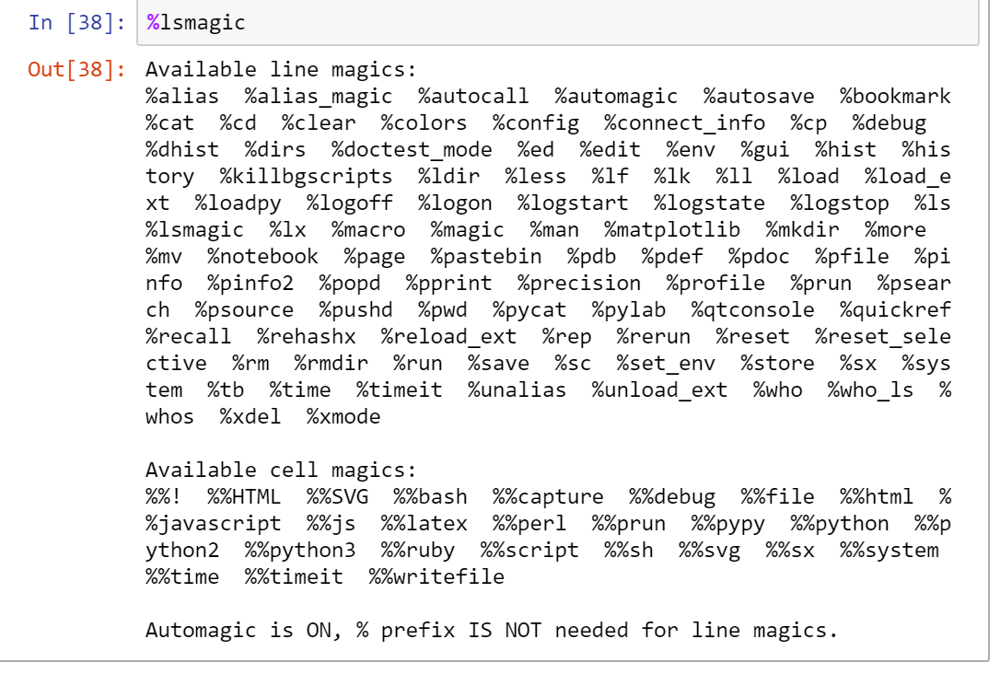 In [38]: %lsmagic
Out[38]: Available line magics:
%alias  %alias_magic  %autocall  %automagic  %autosave  %bookmark
%cat  %cd  %clear  %colors  %config  %connect_info  %cp  %debug
%dhist  %dirs  %doctest_mode  %ed  %edit  %env  %gui  %hist  %his
tory  %killbgscripts  %ldir  %less  %lf  %lk  %ll  %load  %load_e
xt  %loadpy  %logoff  %logon  %logstart  %logstate  %logstop  %ls
%lsmagic  %lx  %macro  %magic  %man  %matplotlib  %mkdir  %more
%mv  %notebook  %page  %pastebin  %pdb  %pdef  %pdoc  %pfile  %pi
nfo  %pinfo2  %popd  %pprint  %precision  %profile  %prun  %psear
ch  %psource  %pushd  %pwd  %pycat  %pylab  %qtconsole  %quickref
%recall  %rehashx  %reload_ext  %rep  %rerun  %reset  %reset_sele
ctive  %rm  %rmdir  %run  %save  %sc  %set_env  %store  %sx  %sys
tem  %tb  %time  %timeit  %unalias  %unload_ext  %who  %who_ls  %
whos  %xdel  %xmode
Available cell magics:
%%!  %%HTML  %%SVG  %%bash  %%capture  %%debug  %%file  %%html  %
%javascript  %%js  %%latex  %%perl  %%prun  %%pypy  %%python  %%p
ython2  %%python3  %%ruby  %%script  %%sh  %%svg  %%sx  %%system
%%time  %%timeit  %%writefile
Automagic is ON, % prefix IS NOT needed for line magics.